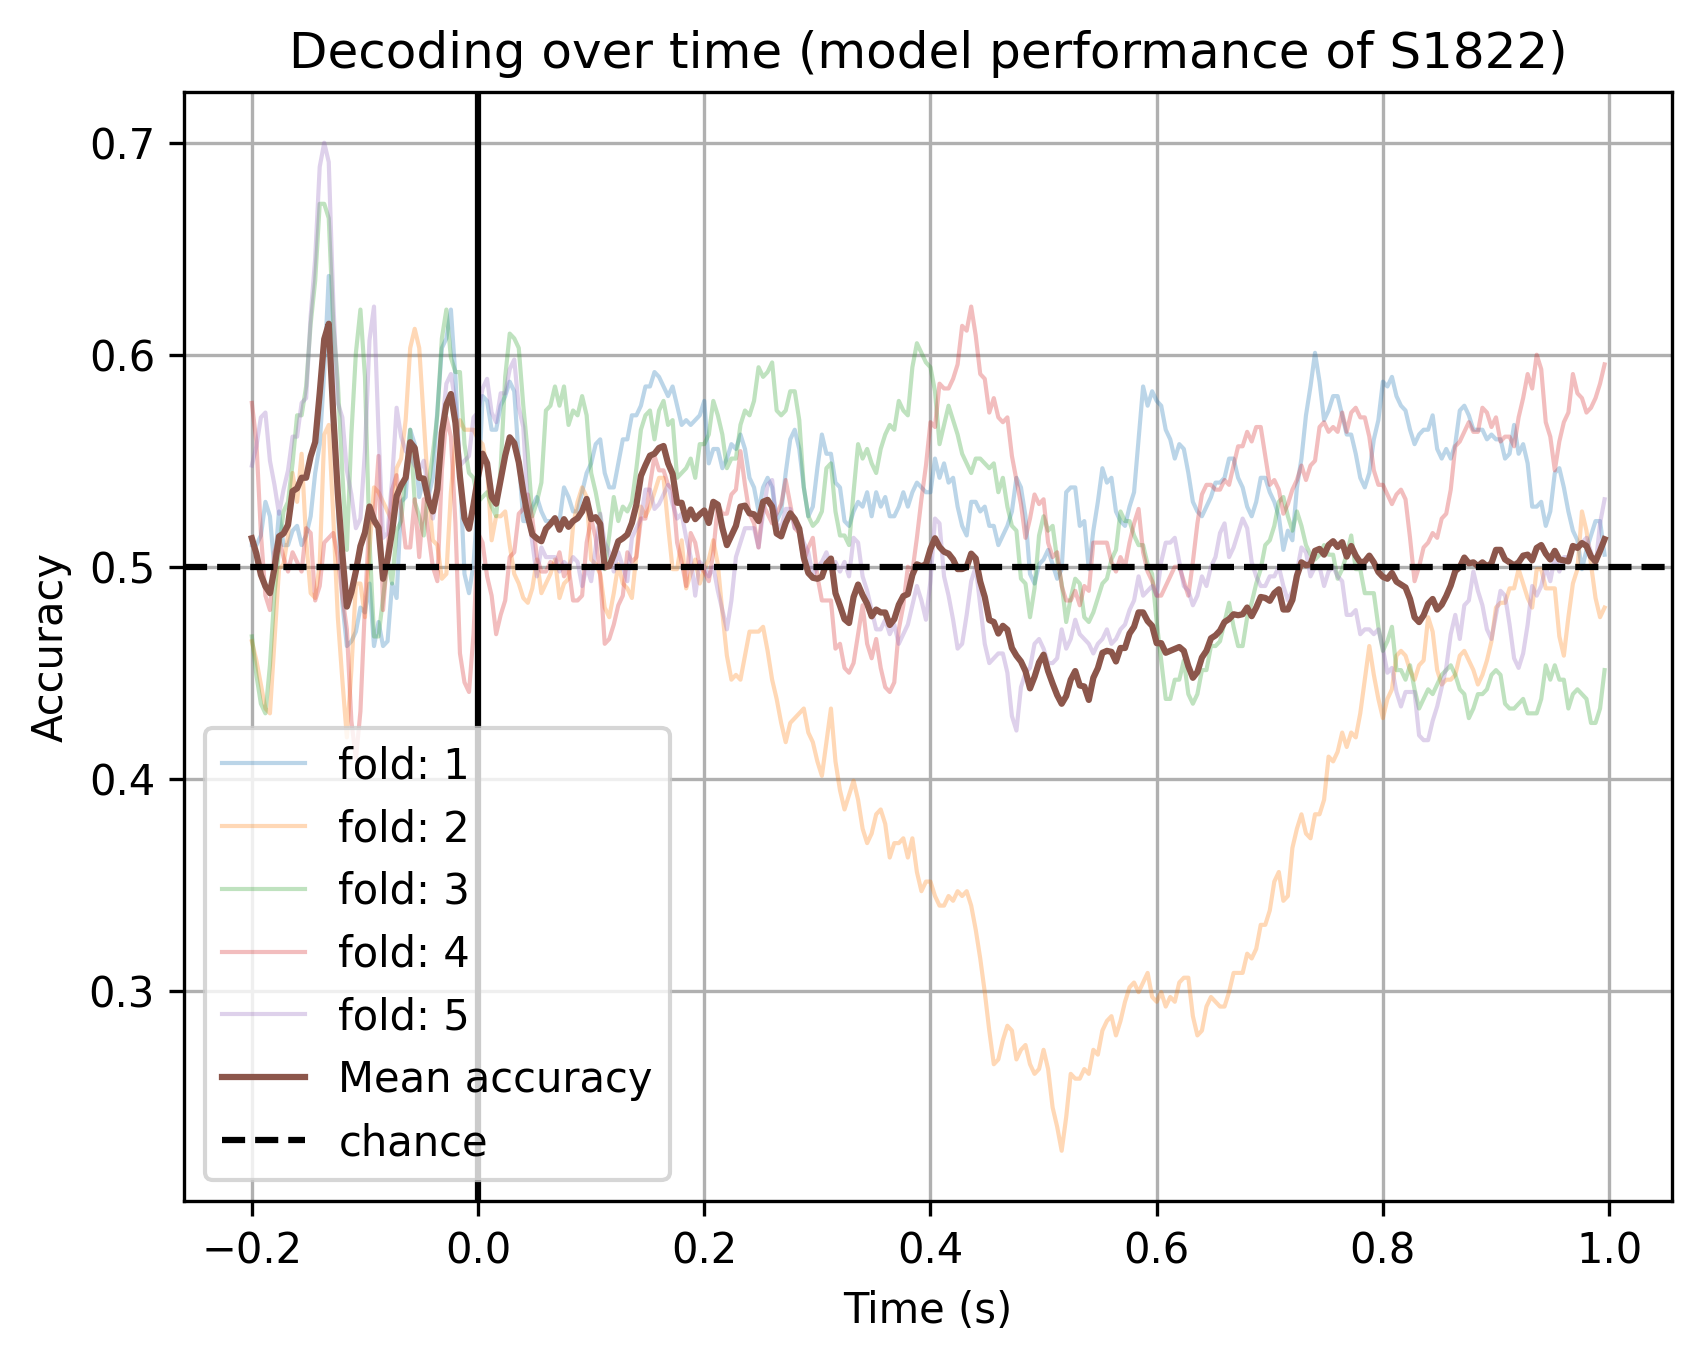 Decoding over time (model performance of S1822)
Accuracy
0.7
0.6
0.5
0.4
0.3
fold: 1
fold: 2
fold: 3
fold: 4
fold: 5
Mean accuracy
chance
−0.2 0.0 0.2 0.4 0.6 0.8 1.0
Time (s)